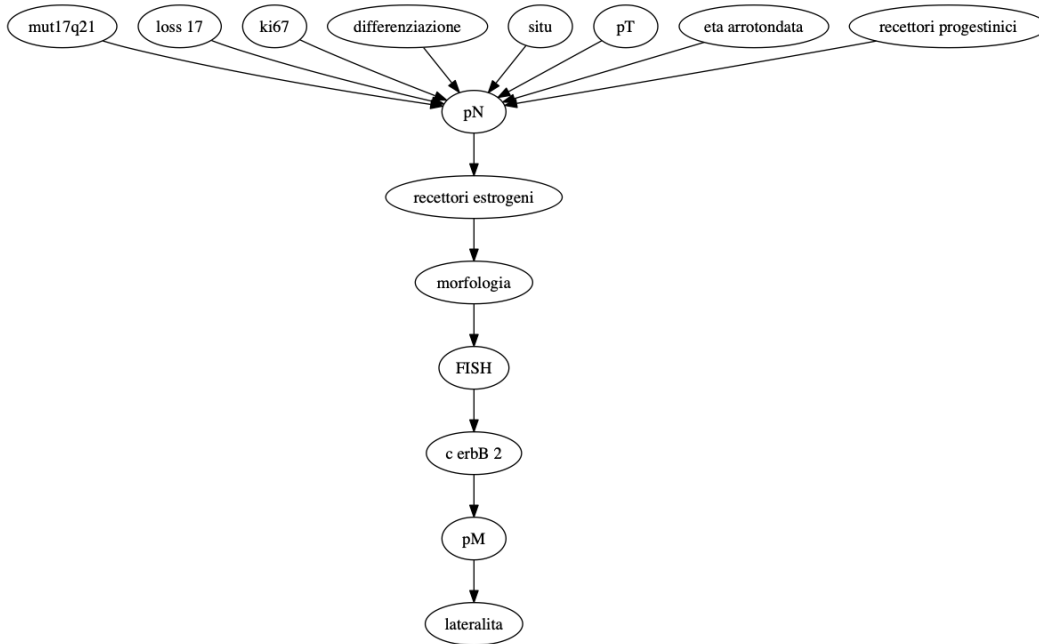 mut17q21
loss 17
ki67
differenziazione
situ
pT
eta arrotondata
recettori progestinici
pN
recettori estrogeni
morfologia
FISH
c erbB 2
pM
lateralita